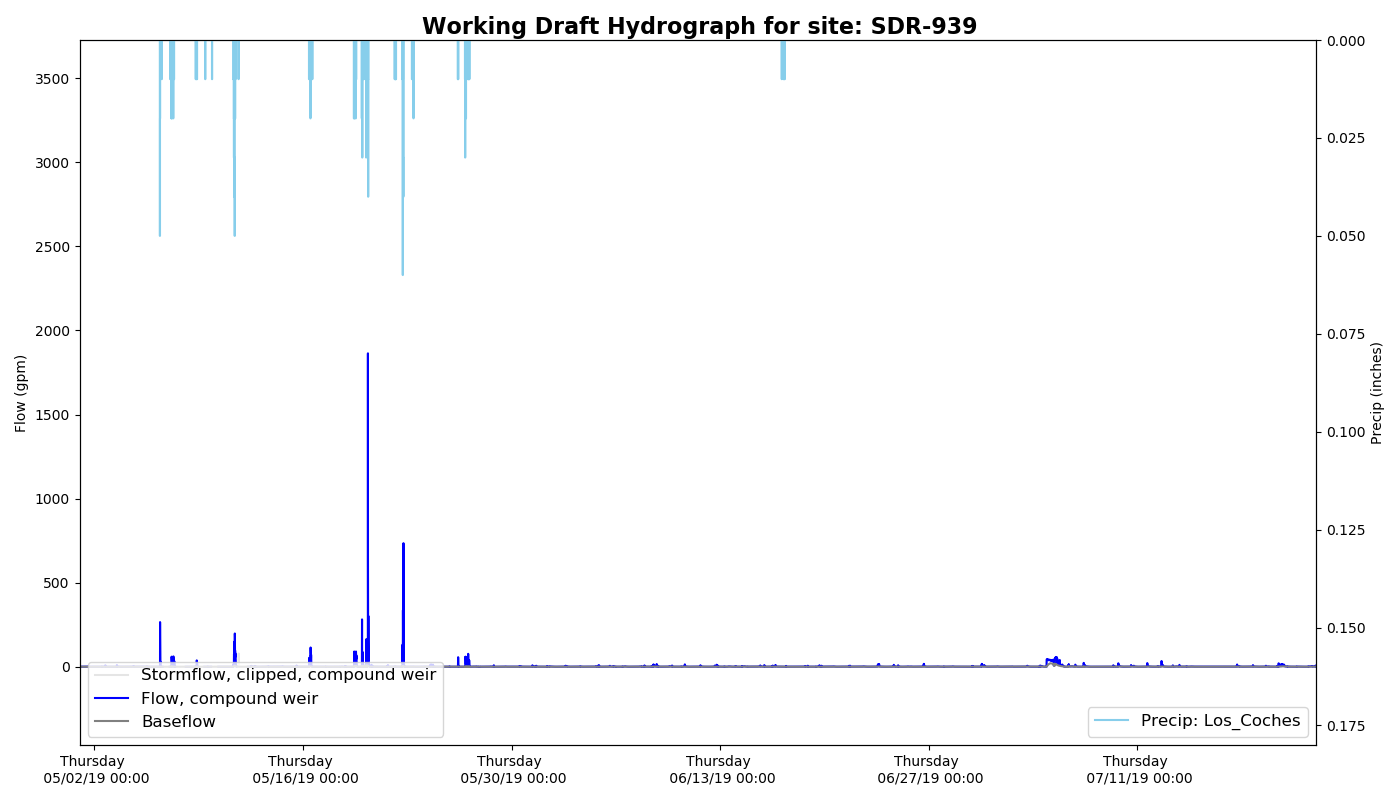 Working Draft Hydrograph for site: SDR-939
3500
3000
2500
2000
1500
1000
500
0
Flow (gpm)
0.000
0.025
0.050
0.075
0.100
0.125
0.150
0.175
Precip (inches)
Stormflow, clipped, compound weir
Flow, compound weir
Baseflow
Precip: Los_Coches
Thursday
05/02/19 00:00
Thursday
05/16/19 00:00
Thursday
05/30/19 00:00
Thursday
06/13/19 00:00
Thursday
06/27/19 00:00
Thursday
07/11/19 00:00